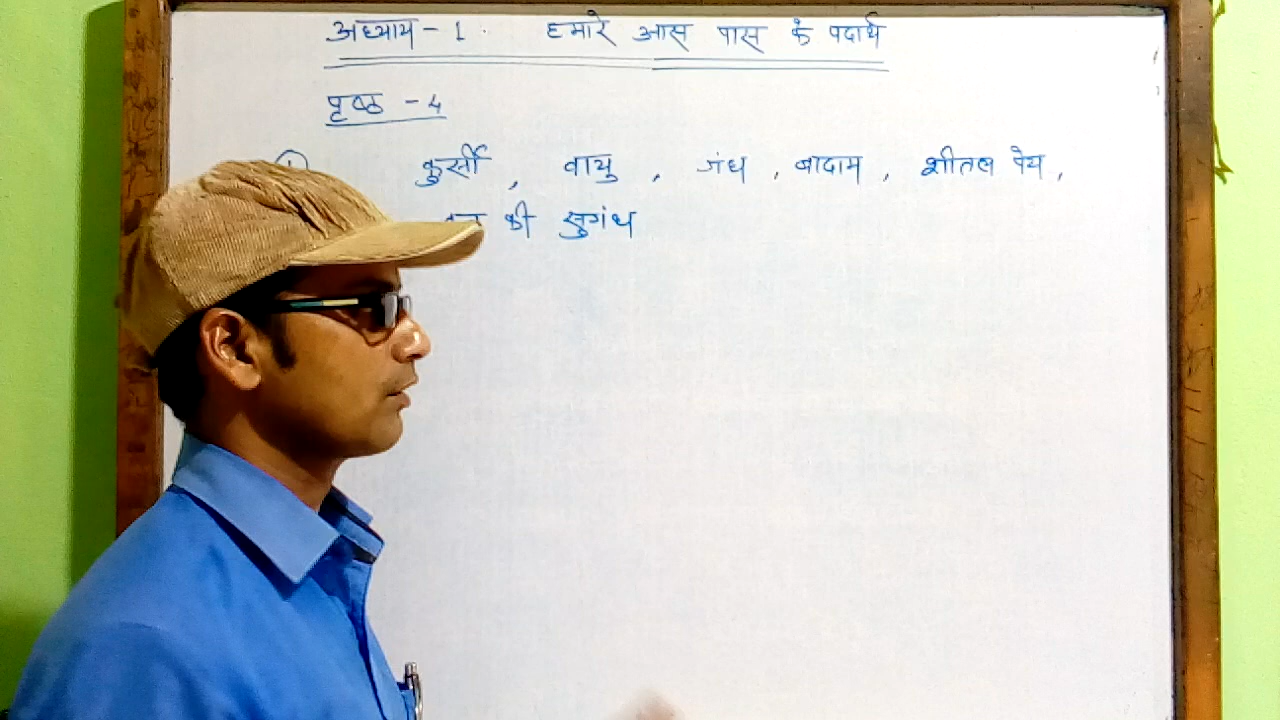 अध्याय - 1. हमारे आस पास के पदार्थ
पृष्ठ - 4
कुर्सी, वायु, गंध, बादाम, शीतल पेय,
की सुगंध